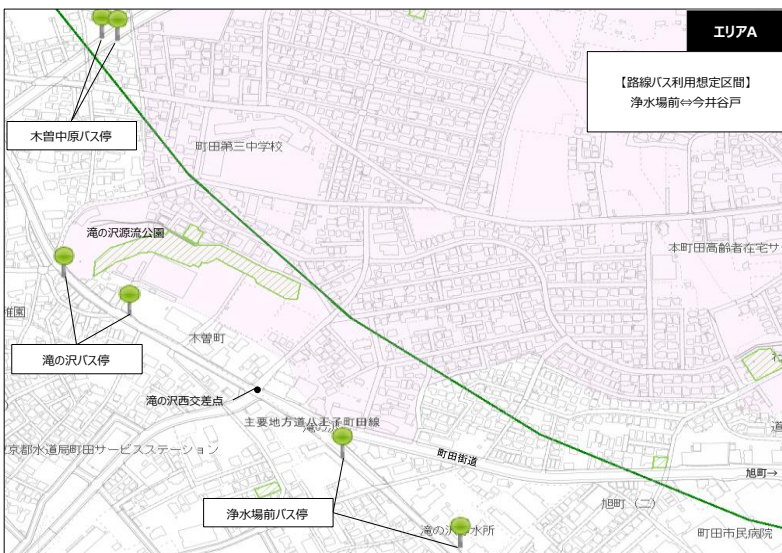 エリアA
【路線バス利用想定区間】
浄水場前⇔今井谷戸
木曽中原バス停
町田第三中学校
滝の沢源流公園
本町田高齢者在宅サ
稚園
木曽町
滝の沢バス停
滝の沢西交差点
主要地方道八王子町田線
京都水道局町田サービスステーション
町田街道
旭町→
浄水場前バス停
旭町（二）
町田市民病院